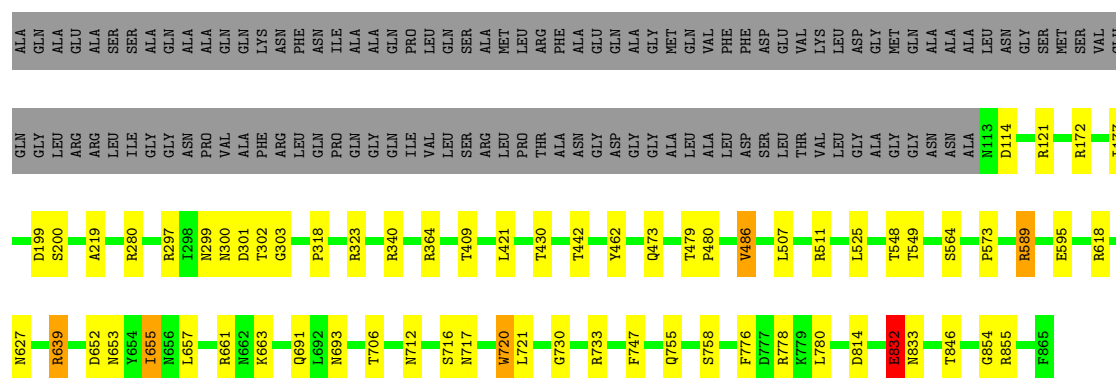 ALA GLN ALA GLU ALA SER SER ALA GLN ALA ALA GLN GLN LYS ASN PHE ASN ILE ALA ALA GLN PRO LEU GLN SER ALA MET LEU ARG PHE ALA GLU GLN ALA GLY MET GLN VAL PHE PHE ASP GLU VAL LYS LEU ASP GLY MET GLN ALA ALA ALA LEU ASN GLY SER MET SER VAL
GLN GLY LEU ARG ARG LEU ILE GLY GLY ASN PRO VAL ALA PHE ARG LEU GLN PRO GLN GLY GLN ILE VAL LEU SER ARG LEU PRO THR ALA ASN GLY ASP GLY GLY ALA LEU ALA LEU ASP SER LEU THR VAL LEU GLY ALA GLY GLY ASN ASN ALA N113 D114 R121 R172
D199 S200 A219 R280 R297 I298 N299 N300 D301 T302 G303 P318 R323 R340 R364 T409 L421 T430 T442 Y462 Q473 T479 P480 V486 L507 R511 L525 T548 T549 S564 P573 R589 E595 R618
N627 R639 D652 N653 Y654 I655 N656 L657 R661 N662 K663 Q691 L692 N693 T706 N712 S716 N717 W720 L721 G730 R733 F747 Q755 S758 F776 D777 R778 K779 L780 D814 E832 N833 T846 G854 R855 F865